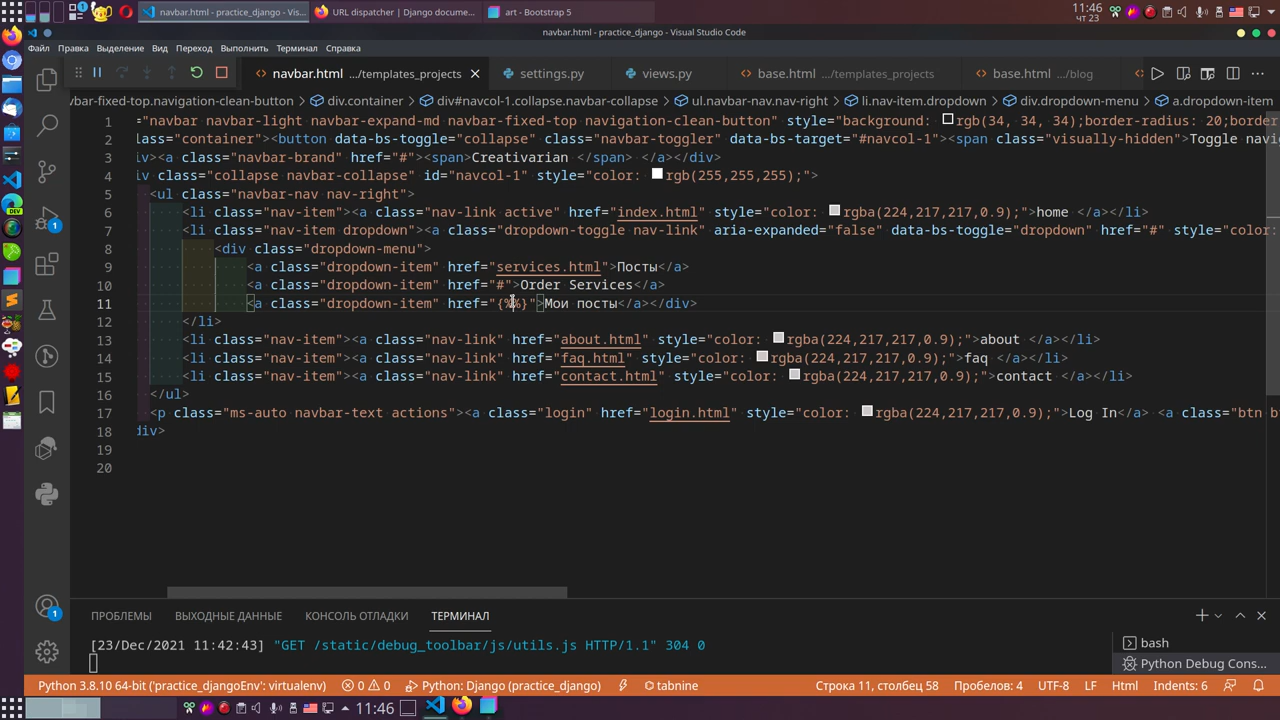 navbar.html - practice_django - Vis...
URL dispatcher | Django docume...
art - Bootstrap 5
11:46
чт 23
navbar.html - practice_django - Visual Studio Code
Файл Правка Выделение Вид Переход Выполнить Терминал Справка
navbar.html .../templates_projects
settings.py
views.py
base.html .../templates_projects
base.html .../blog
vbar-fixed-top.navigation-clean-button > div.container > div#navcol-1.collapse.navbar-collapse > ul.navbar-nav.nav-right > li.nav-item.dropdown > div.dropdown-menu > a.dropdown-item
1 ="navbar navbar-light navbar-expand-md navbar-fixed-top navigation-clean-button" style="background: rgb(34, 34, 34);border-radius: 20;border
2 lass="container"><button data-bs-toggle="collapse" class="navbar-toggler" data-bs-target="#navcol-1"><span class="visually-hidden">Toggle navi
3 iv><a class="navbar-brand" href="#"><span>Creativarian </span> </a></div>
4 iv class="collapse navbar-collapse" id="navcol-1" style="color: rgb(255,255,255);">
5 <ul class="navbar-nav nav-right">
6 <li class="nav-item"><a class="nav-link active" href="index.html" style="color: rgba(224,217,217,0.9);">home </a></li>
7 <li class="nav-item dropdown"><a class="dropdown-toggle nav-link" aria-expanded="false" data-bs-toggle="dropdown" href="#" style="color:
8 <div class="dropdown-menu">
9 <a class="dropdown-item" href="services.html">Посты</a>
10 <a class="dropdown-item" href="#">Order Services</a>
11 <a class="dropdown-item" href="{%%}">Мои посты</a></div>
12 </li>
13 <li class="nav-item"><a class="nav-link" href="about.html" style="color: rgba(224,217,217,0.9);">about </a></li>
14 <li class="nav-item"><a class="nav-link" href="faq.html" style="color: rgba(224,217,217,0.9);">faq </a></li>
15 <li class="nav-item"><a class="nav-link" href="contact.html" style="color: rgba(224,217,217,0.9);">contact </a></li>
16 </ul>
17 <p class="ms-auto navbar-text actions"><a class="login" href="login.html" style="color: rgba(224,217,217,0.9);">Log In</a> <a class="btn b
18 div>
19
20
1
1
ПРОБЛЕМЫ ВЫХОДНЫЕ ДАННЫЕ КОНСОЛЬ ОТЛАДКИ ТЕРМИНАЛ
[23/Dec/2021 11:42:43] "GET /static/debug_toolbar/js/utils.js HTTP/1.1" 304 0
bash
Python Debug Cons...
Python 3.8.10 64-bit ('practice_djangoEnv': virtualenv) 0 0 Python: Django (practice_django) tabnine Строка 11, столбец 58 Пробелов: 4 UTF-8 LF Html Indents: 6
11:46